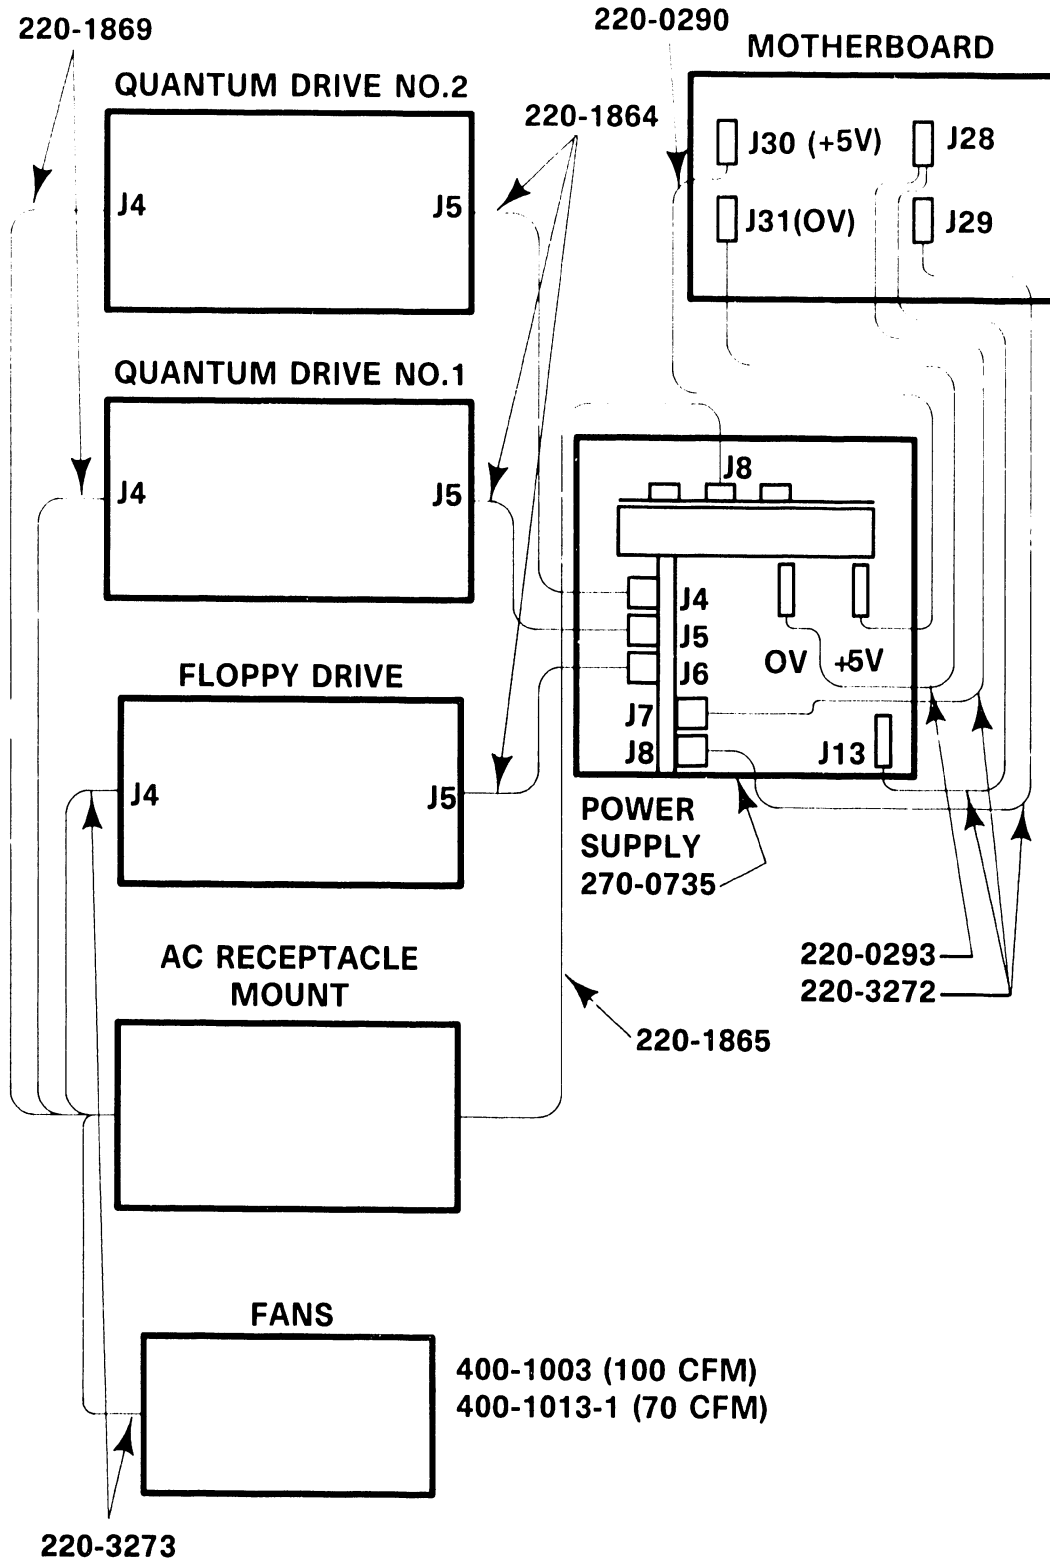 220-1869
220-0290
MOTHERBOARD
QUANTUM DRIVE NO.2
220-1864
J30 (+5V)
J28
J4
J5
J31(OV)
J29
QUANTUM DRIVE NO.1
J8
J4
J5
J4
J5
OV
+5V
J6
FLOPPY DRIVE
J7
J8
J13
J4
J5
POWER
SUPPLY
270-0735
AC RECEPTACLE
MOUNT
220-0293
220-3272
220-1865
FANS
400-1003 (100 CFM)
400-1013-1 (70 CFM)
220-3273